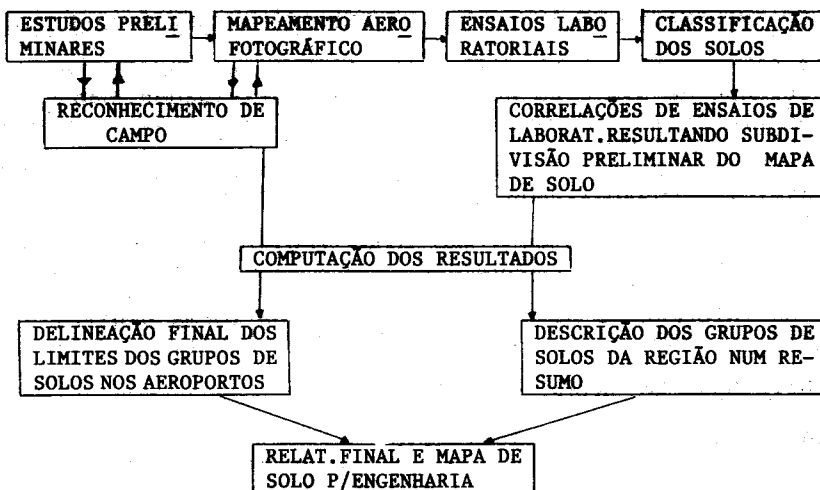 ESTUDOS PRELI
MINARES
MAPEAMENTO AERO
FOTOGRÁFICO
ENSAIOS LABO
RATORIAIS
CLASSIFICAÇÃO
DOS SOLOS
RECONHECIMENTO DE
CAMPO
CORRELAÇÕES DE ENSAIOS DE
LABORAT.RESULTANDO SUBDI-
VISÃO PRELIMINAR DO MAPA
DE SOLO
COMPUTAÇÃO DOS RESULTADOS
DELINEAÇÃO FINAL DOS
LIMITES DOS GRUPOS DE
SOLOS NOS AEROPORTOS
DESCRIÇÃO DOS GRUPOS DE
SOLOS DA REGIÃO NUM RE-
SUMO
RELAT.FINAL E MAPA DE
SOLO P/ENGENHARIA